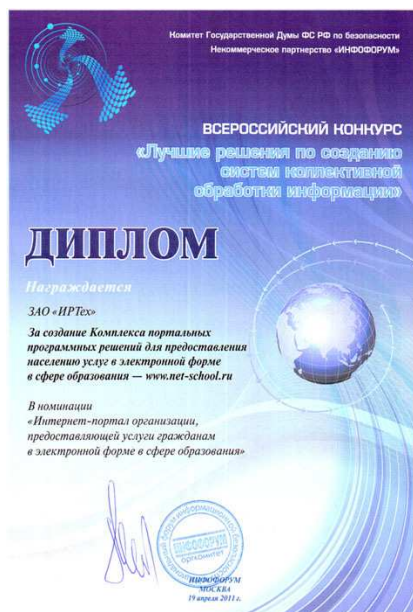 Комитет Государственной Думы ФС РФ по безопасности
Некоммерческое партнерство «ИНФОФОРУМ»
ВСЕРОССИЙСКИЙ КОНКУРС
«Лучшие решения по созданию
систем коллективной
обработки информации»
ДИПЛОМ
Награждается
ЗАО «ИРТех»
За создание Комплекса портальных
программных решений для предоставления
населению услуг в электронной форме
в сфере образования — www.net-school.ru
В номинации
«Интернет-портал организации,
предоставляющей услуги гражданам
в электронной форме в сфере образования»
ИНФОФОРУМ
оргкомитет
ИНФОФОРУМ
МОСКВА
19 апреля 2011 г.